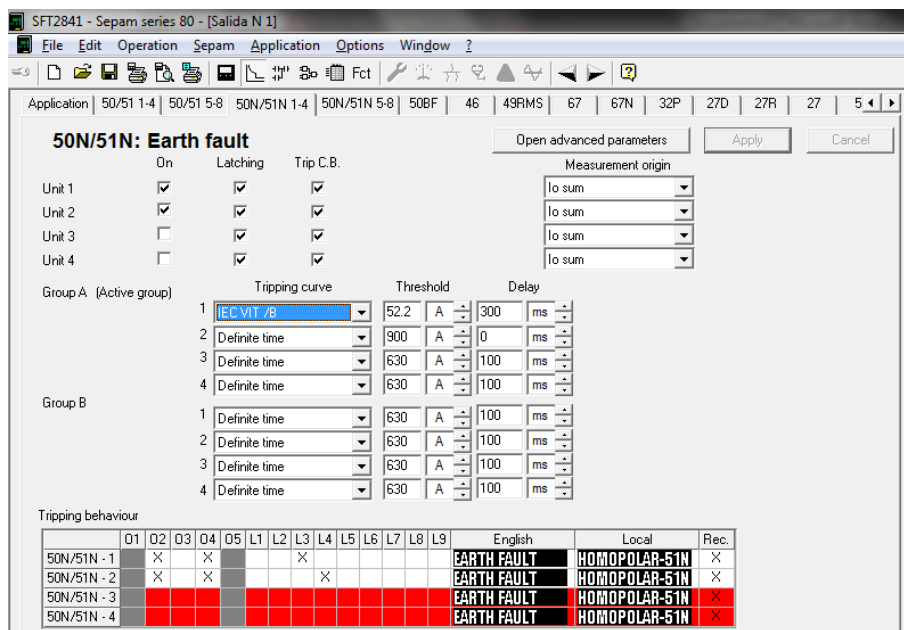 SFT2841 - Sepam series 80 - [Salida N 1]
File Edit Operation Sepam Application Options Window ?
Fct
Application 50/51 1-4 50/51 5-8 50N/51N 1-4 50N/51N 5-8 50BF 46 49RMS 67 67N 32P 27D 27R 27 5
50N/51N: Earth fault Open advanced parameters Apply Cancel
On Latching Trip C.B. Measurement origin
Unit 1 Io sum
Unit 2 Io sum
Unit 3 Io sum
Unit 4 Io sum
Group A (Active group) Tripping curve Threshold Delay
1 IEC VIT /B 52.2 A 300 ms
2 Definite time 900 A 0 ms
3 Definite time 630 A 100 ms
4 Definite time 630 A 100 ms
Group B
1 Definite time 630 A 100 ms
2 Definite time 630 A 100 ms
3 Definite time 630 A 100 ms
4 Definite time 630 A 100 ms
Tripping behaviour
O1 O2 O3 O4 O5 L1 L2 L3 L4 L5 L6 L7 L8 L9 English Local Rec.
50N/51N - 1 X X X EARTH FAULT HOMOPOLAR-51N X
50N/51N - 2 X X X EARTH FAULT HOMOPOLAR-51N X
50N/51N - 3 EARTH FAULT HOMOPOLAR-51N X
50N/51N - 4 EARTH FAULT HOMOPOLAR-51N X